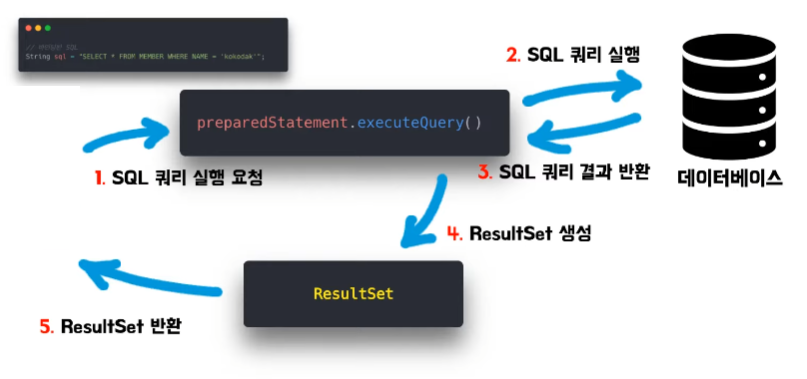 String sql = "SELECT * FROM MEMBER WHERE NAME = 'kokodak'";
2. SQL 쿼리 실행
preparedStatement.executeQuery()
1. SQL 쿼리 실행 요청
3. SQL 쿼리 결과 반환
데이터베이스
4. ResultSet 생성
ResultSet
5. ResultSet 반환